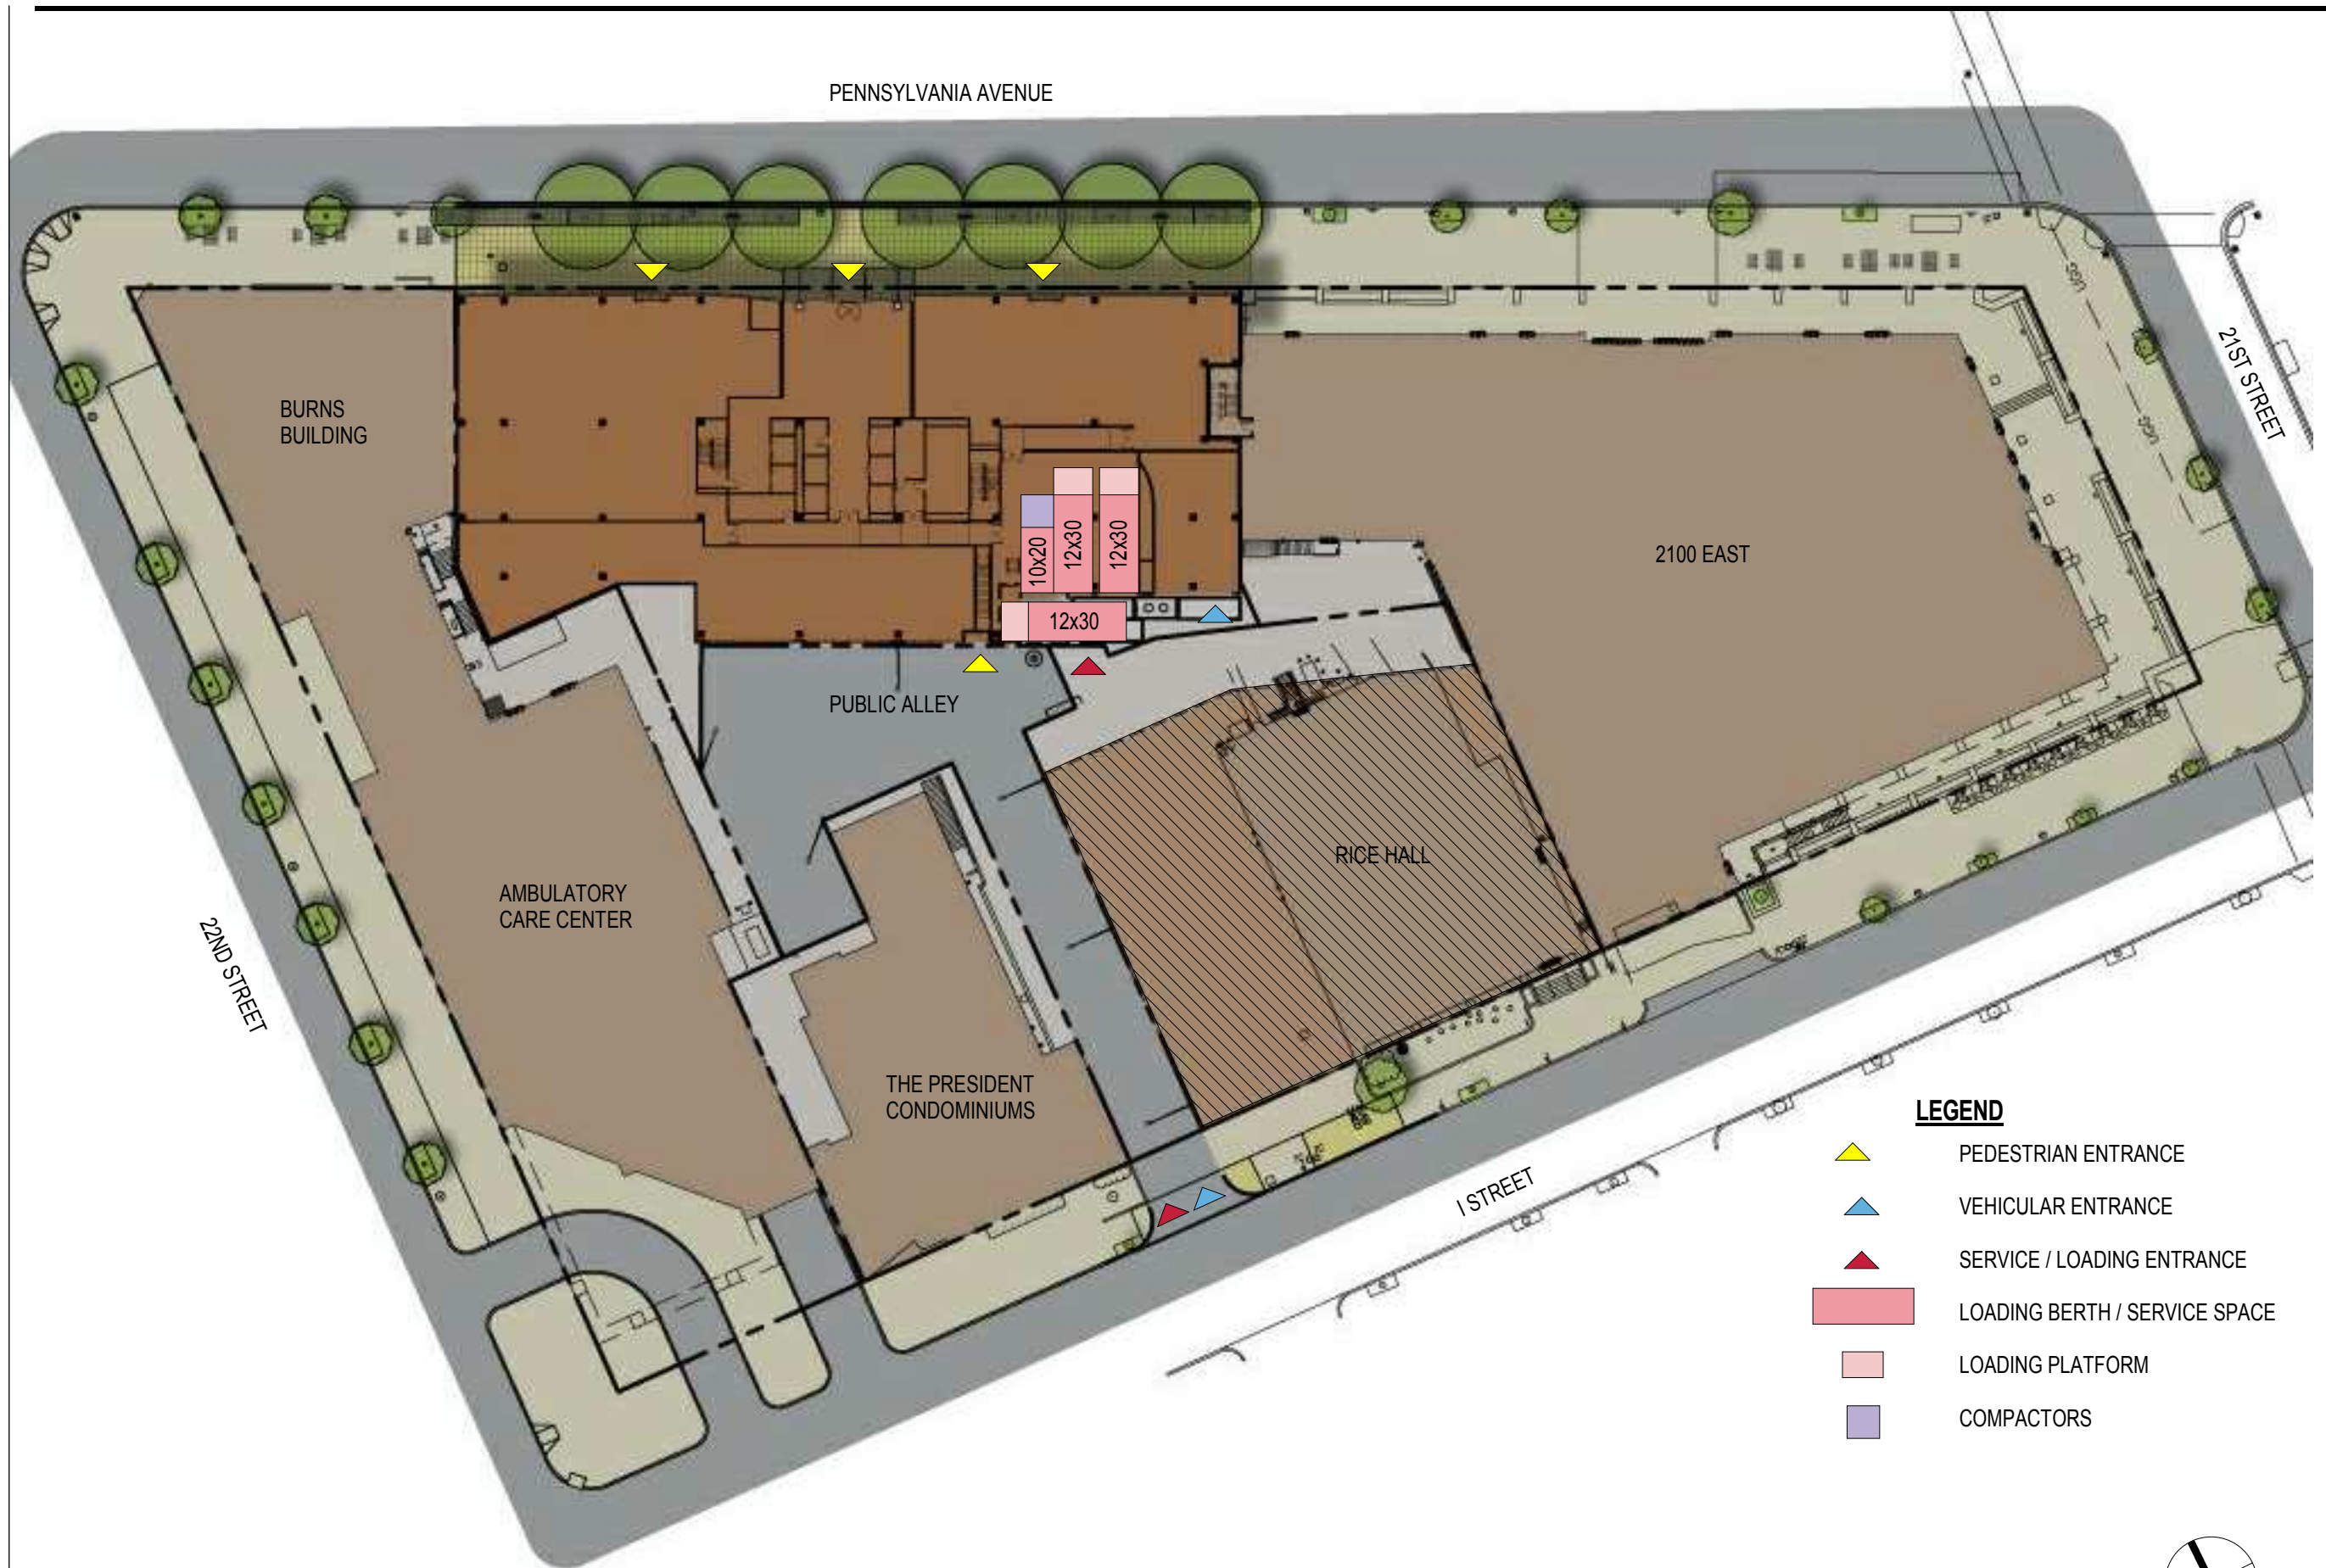 PENNSYLVANIA AVENUE
21ST STREET
BURNS
BUILDING
10x20
12x30
12x30
2100 EAST
12x30
PUBLIC ALLEY
RICE HALL
AMBULATORY
CARE CENTER
22ND STREET
THE PRESIDENT
CONDOMINIUMS
I STREET
LEGEND
PEDESTRIAN ENTRANCE
VEHICULAR ENTRANCE
SERVICE / LOADING ENTRANCE
LOADING BERTH / SERVICE SPACE
LOADING PLATFORM
COMPACTORS